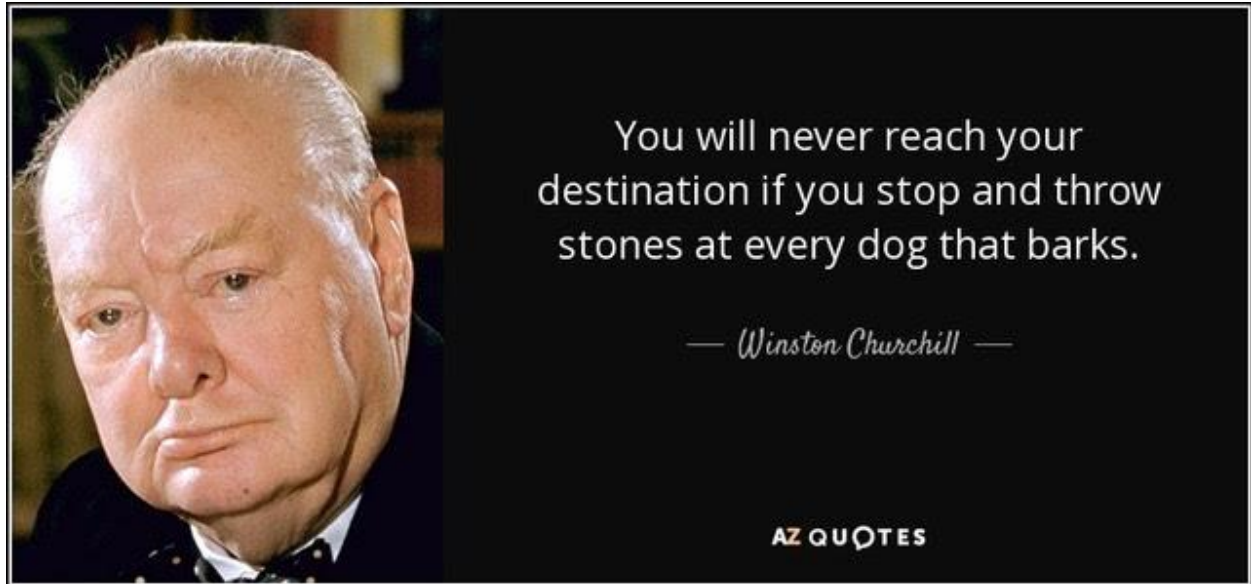 You will never reach your
destination if you stop and throw
stones at every dog that barks.
— Winston Churchill —
AZ QUOTES